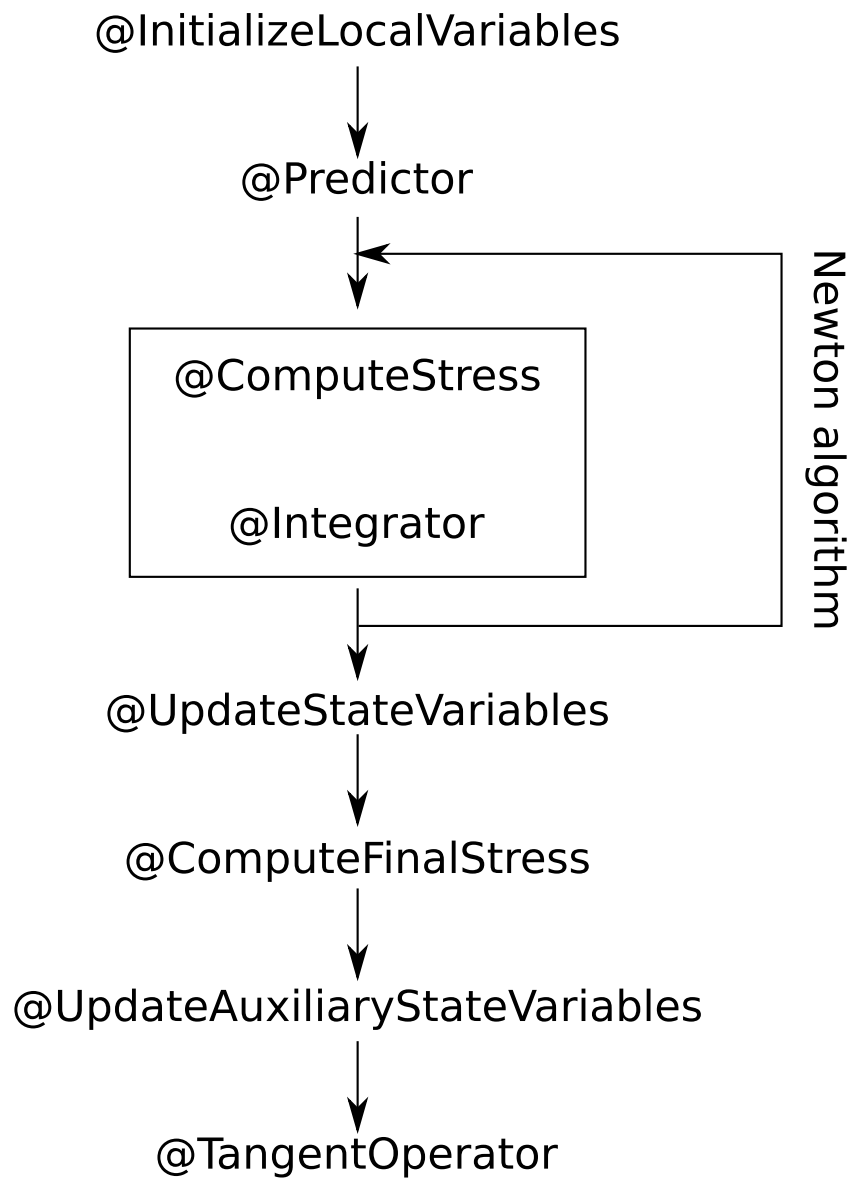 @InitializeLocalVariables
@Predictor
@ComputeStress
@Integrator
Newton algorithm
@UpdateStateVariables
@ComputeFinalStress
@UpdateAuxiliaryStateVariables
@TangentOperator